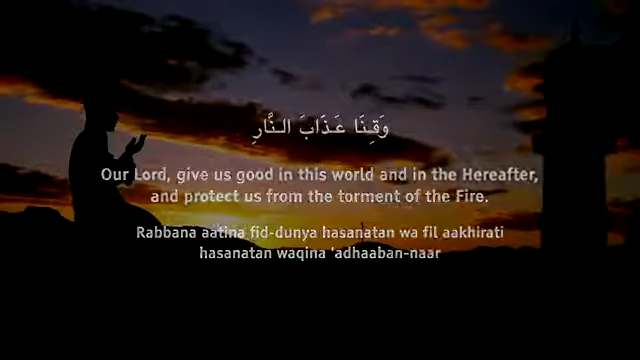 وَقِنَا عَذَابَ النَّارِ
Our Lord, give us good in this world and in the Hereafter,
and protect us from the torment of the Fire.
Rabbana aatina fid-dunya hasanatan wa fil aakhirati
hasanatan waqina 'adhaaban-naar